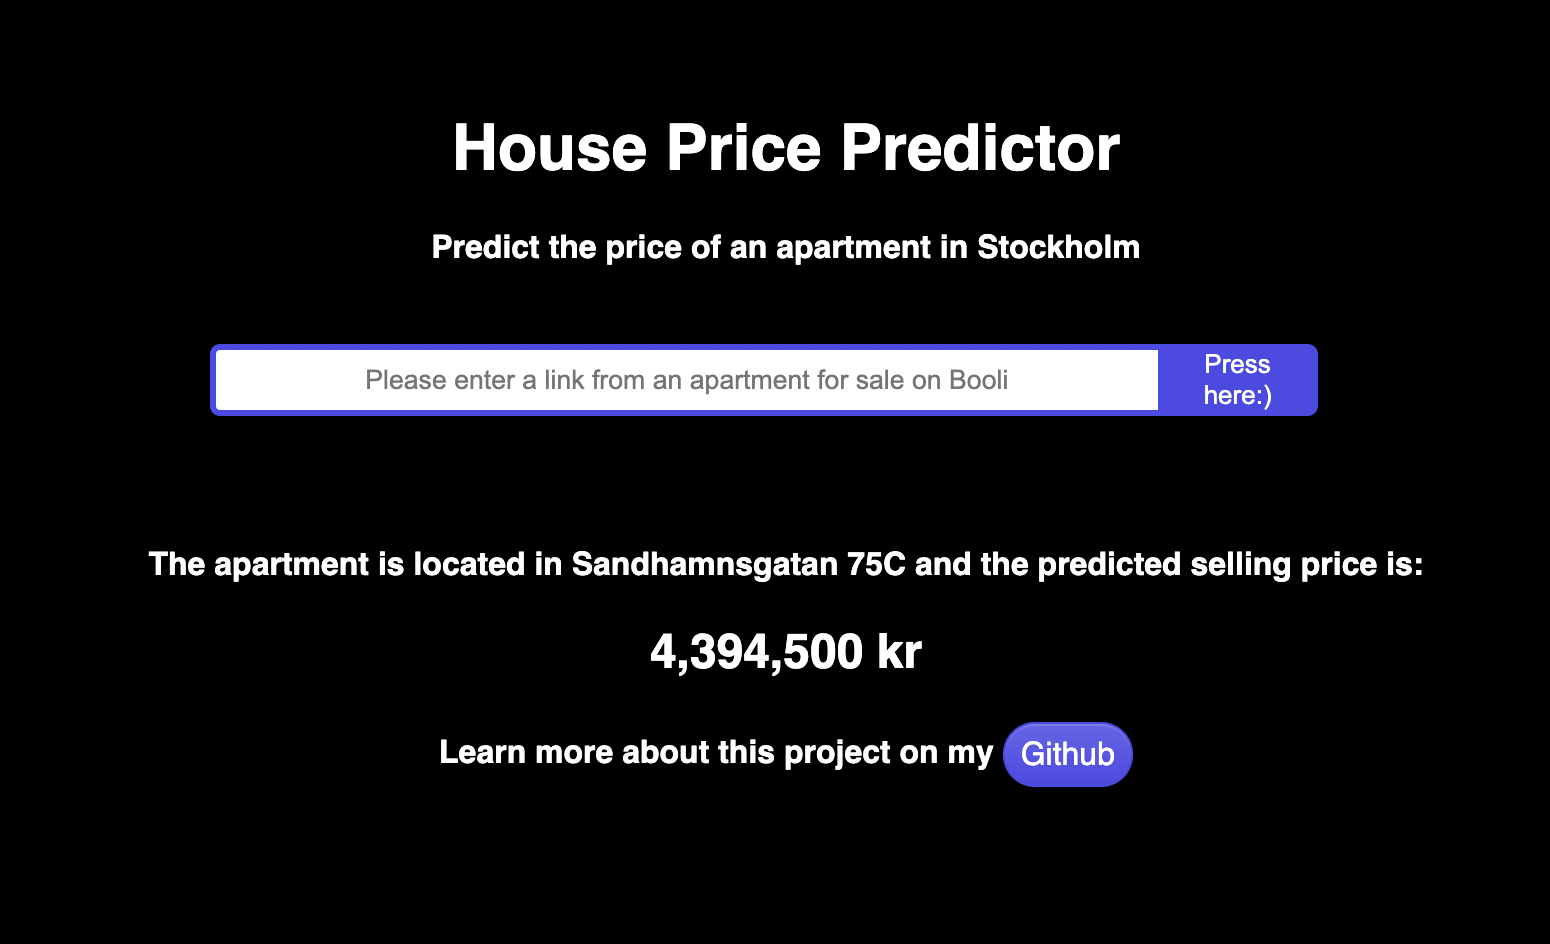 House Price Predictor
Predict the price of an apartment in Stockholm
Please enter a link from an apartment for sale on Booli
Press
here:)
The apartment is located in Sandhamnsgatan 75C and the predicted selling price is:
4,394,500 kr
Learn more about this project on my Github